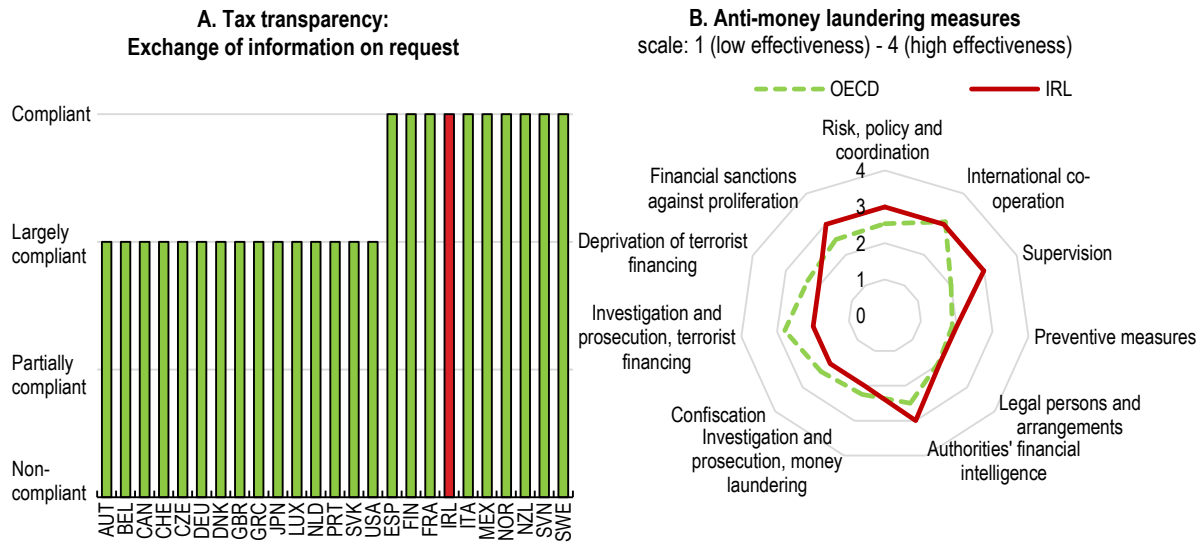 A. Tax transparency:
Exchange of information on request
Compliant
Largely
compliant
Partially
compliant
Non-
compliant
AUT
BEL
CAN
CHE
CZE
DEU
DNK
GBR
GRC
JPN
LUX
NLD
PRT
SVK
USA
ESP
FIN
FRA
IRL
ITA
MEX
NOR
NZL
SVN
SWE
B. Anti-money laundering measures
scale: 1 (low effectiveness) - 4 (high effectiveness)
OECD
IRL
Risk, policy and
coordination
International co-
operation
Supervision
Preventive measures
Legal persons and
arrangements
Authorities' financial
intelligence
Investigation and
prosecution, money
laundering
Confiscation
Investigation and
prosecution, terrorist
financing
Deprivation of terrorist
financing
Financial sanctions
against proliferation
4
3
2
1
0